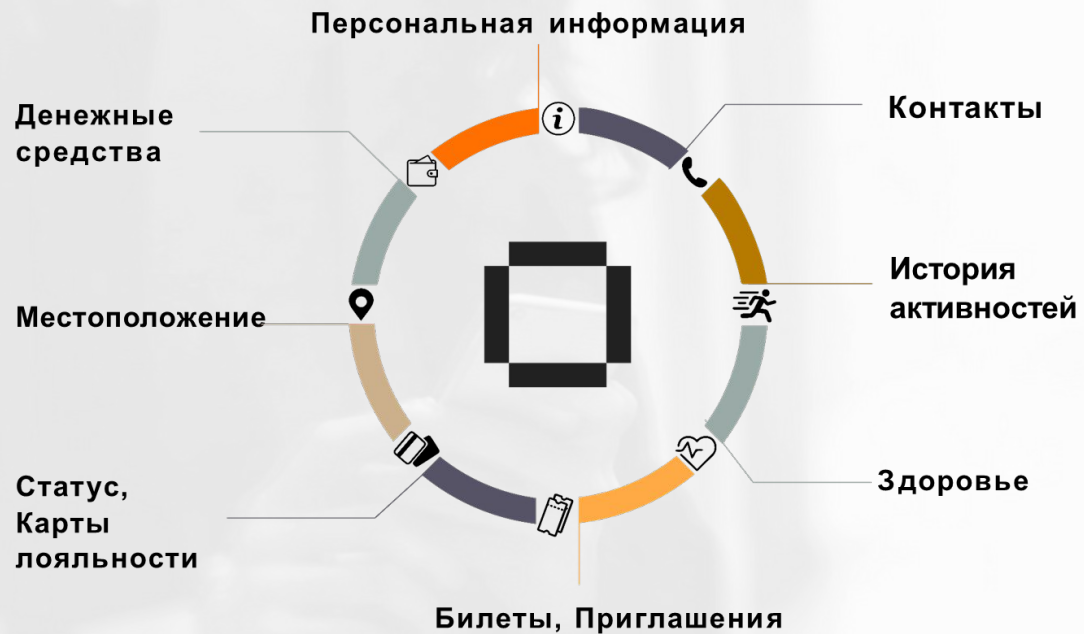 Персональная информация
Денежные
средства
Контакты
История
активностей
Местоположение
Здоровье
Статус,
Карты
лояльности
Билеты, Приглашения